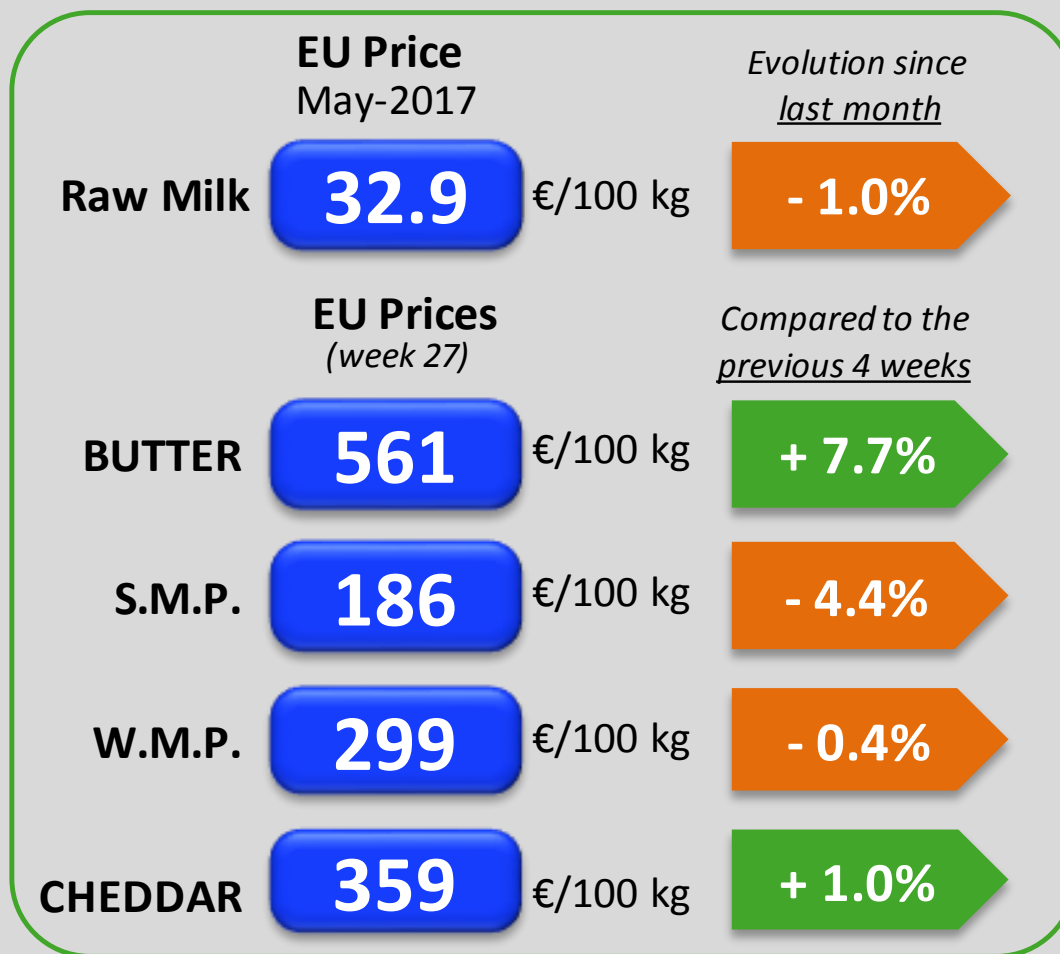 EU Price
May-2017
Evolution since
last month
Raw Milk 32.9 €/100 kg - 1.0%
EU Prices
(week 27)
Compared to the
previous 4 weeks
BUTTER 561 €/100 kg + 7.7%
S.M.P. 186 €/100 kg - 4.4%
W.M.P. 299 €/100 kg - 0.4%
CHEDDAR 359 €/100 kg + 1.0%